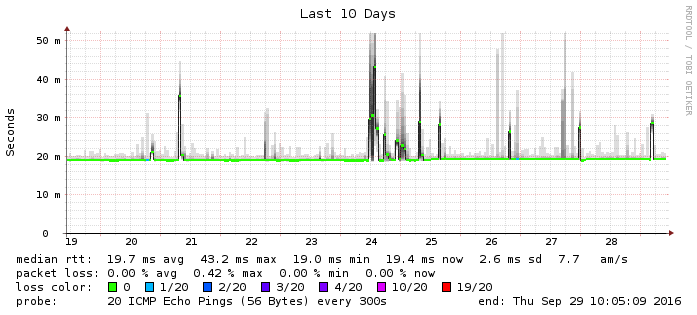 Last 10 Days
RRDTOOL / TOBI OETIKER
Seconds
50 m
40 m
30 m
20 m
10 m
0
19 20 21 22 23 24 25 26 27 28
median rtt: 19.7 ms avg 43.2 ms max 19.0 ms min 19.4 ms now 2.6 ms sd 7.7 am/s
packet loss: 0.00 % avg 0.42 % max 0.00 % min 0.00 % now
loss color: 0 1/20 2/20 3/20 4/20 10/20 19/20
probe: 20 ICMP Echo Pings (56 Bytes) every 300s end: Thu Sep 29 10:05:09 2016